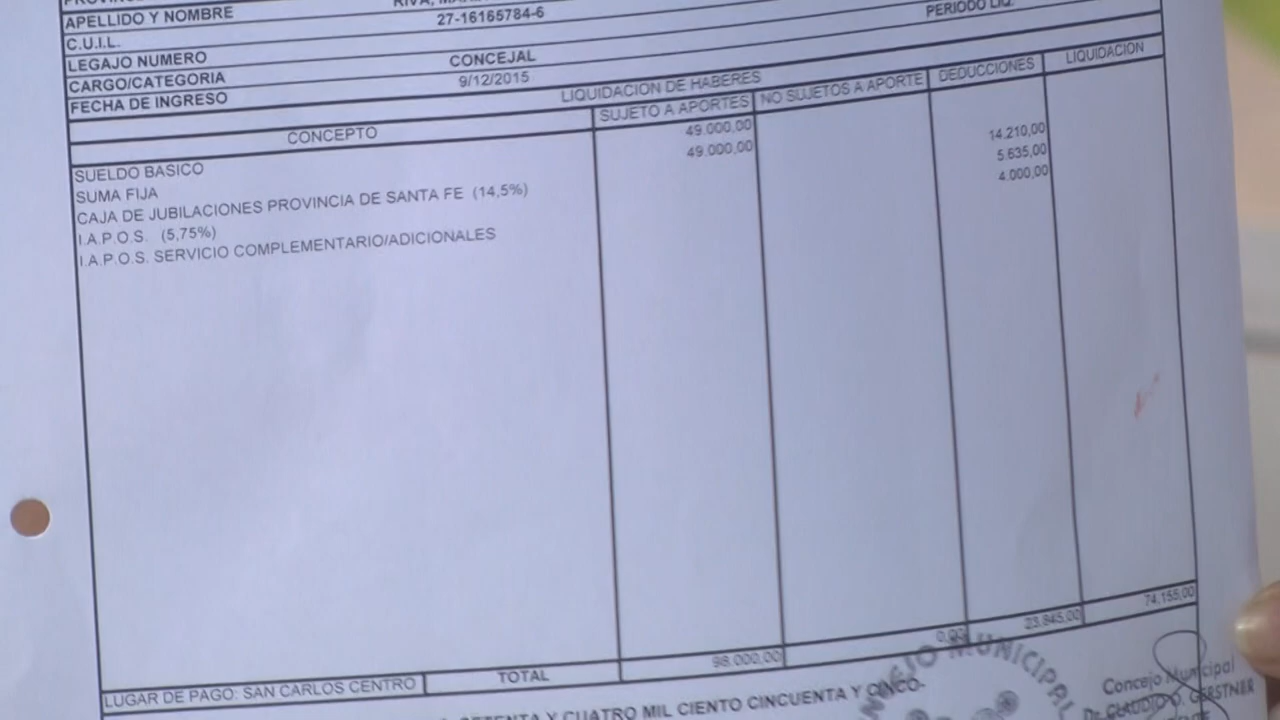 APELLIDO Y NOMBRE
C.U.I.L. 27-16165784-6 PERIODO LIQ.
LEGAJO NUMERO
CARGO/CATEGORIA CONCEJAL
FECHA DE INGRESO 9/12/2015
LIQUIDACION DE HABERES
CONCEPTO SUJETO A APORTES NO SUJETOS A APORTE DEDUCCIONES LIQUIDACION
SUELDO BASICO 49.000,00
SUMA FIJA 49.000,00
CAJA DE JUBILACIONES PROVINCIA DE SANTA FE (14,5%) 14.210,00
I.A.P.O.S. (5,75%) 5.635,00
I.A.P.O.S. SERVICIO COMPLEMENTARIO/ADICIONALES 4.000,00
LUGAR DE PAGO: SAN CARLOS CENTRO TOTAL 98.000,00 0,00 23.845,00 74.155,00
SETENTA Y CUATRO MIL CIENTO CINCUENTA Y CINCO-
MUNICIPAL
Concejo Municipal
Dr. CLAUDIO O. GERSTNER